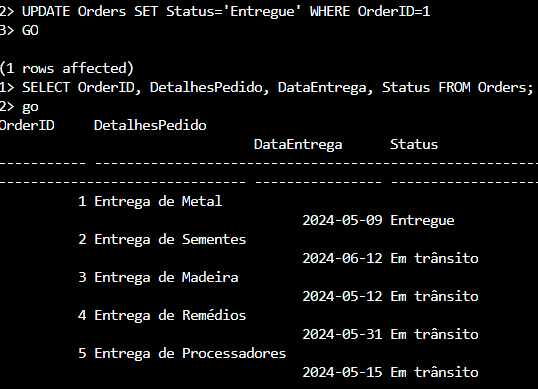 2> UPDATE Orders SET Status='Entregue' WHERE OrderID=1
3> GO
(1 rows affected)
1> SELECT OrderID, DetalhesPedido, DataEntrega, Status FROM Orders;
2> go
OrderID     DetalhesPedido
DataEntrega      Status
----------- --------------------------------------------------------
------------------------------- ---------------- -------------------
1 Entrega de Metal
2024-05-09 Entregue
2 Entrega de Sementes
2024-06-12 Em trânsito
3 Entrega de Madeira
2024-05-12 Em trânsito
4 Entrega de Remédios
2024-05-31 Em trânsito
5 Entrega de Processadores
2024-05-15 Em trânsito